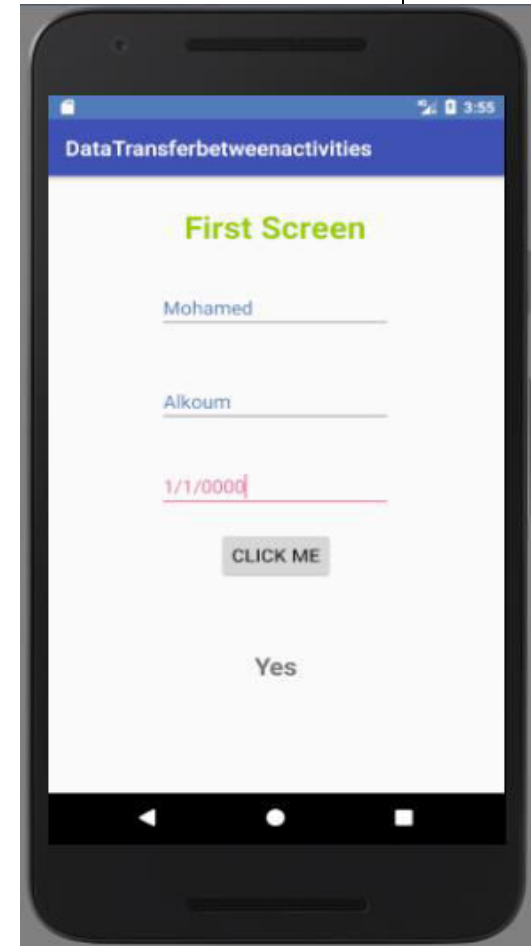 3:55
DataTransferbetweenactivities
First Screen
Mohamed
Alkoum
1/1/0000
CLICK ME
Yes